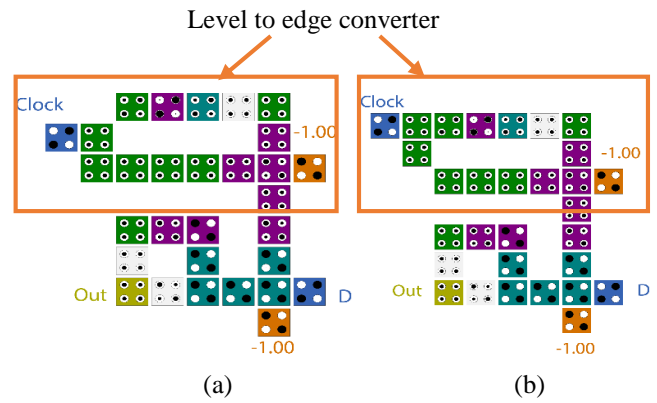 Level to edge converter
Clock
-1.00
Out
D
-1.00
(a)
Clock
-1.00
Out
D
-1.00
(b)